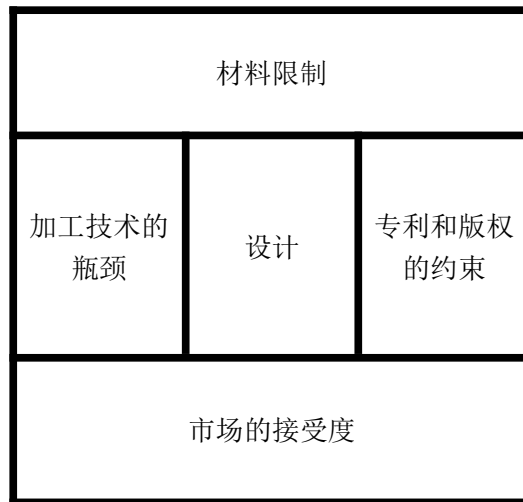 材料限制
加工技术的
瓶颈
设计
专利和版权
的约束
市场的接受度